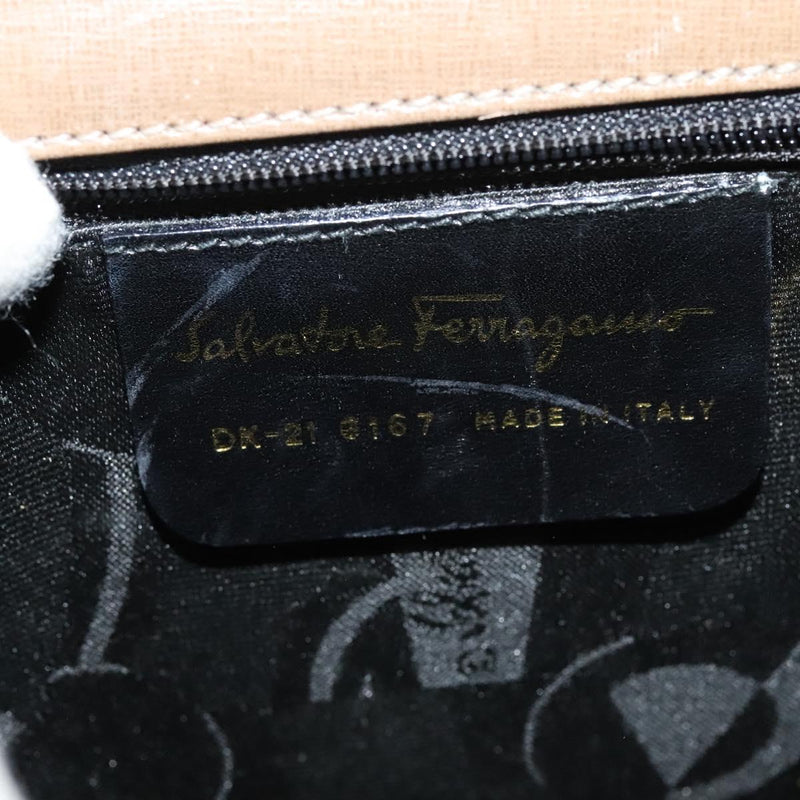 Salvatore Ferragamo
DK-21 6167 MADE IN ITALY